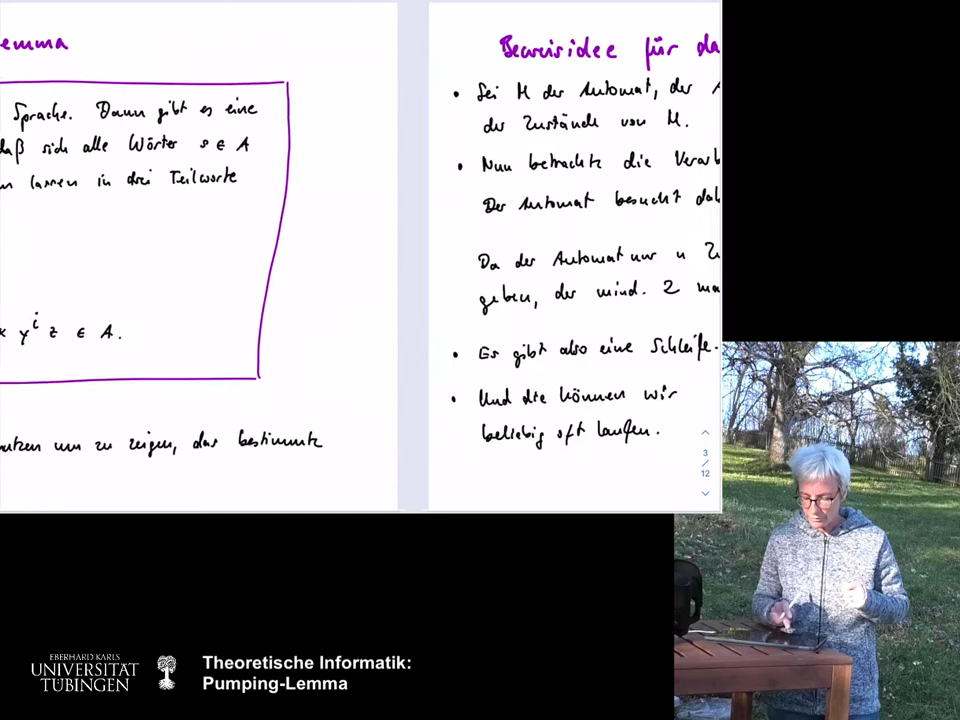 emma
Sprache. Dann gibt es eine
daß sich alle Wörter s ∈ A
n lassen in drei Teilworte
x y^i z ∈ A.
nutzen um zu zeigen, das bestimmte
Beweisidee für da
• Sei M der Automat, der A
der Zustände von M.
• Nun betrachte die Verarb
Der Automat besucht dab
Da der Automat nur n Zu
geben, der mind. 2 ma
• Es gibt also eine Schleife.
• Und die können wir
beliebig oft laufen.
3
/
12
EBERHARD KARLS
UNIVERSITÄT
TÜBINGEN
Theoretische Informatik:
Pumping-Lemma